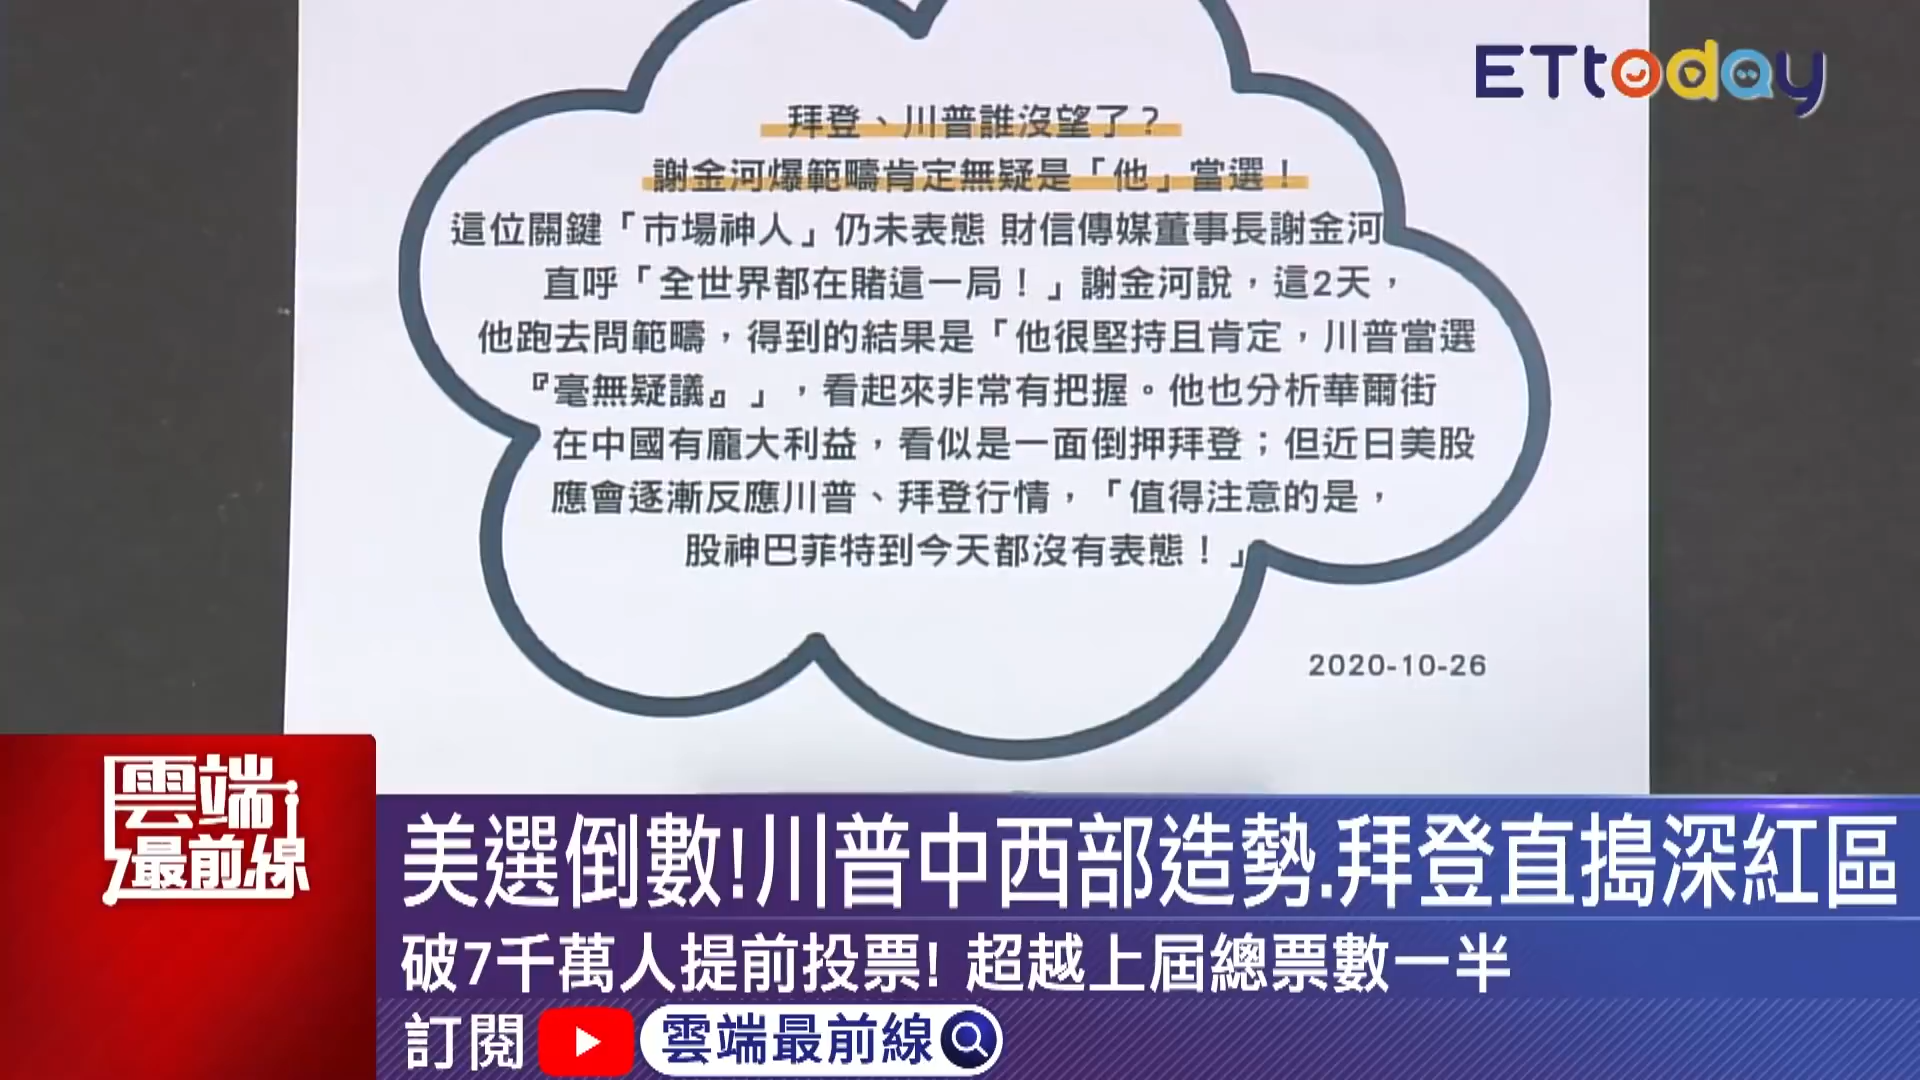 ETtoday
拜登、川普誰沒望了?
謝金河爆範疇肯定無疑是「他」當選!
這位關鍵「市場神人」仍未表態 財信傳媒董事長謝金河
直呼「全世界都在賭這一局!」謝金河說,這2天,
他跑去問範疇,得到的結果是「他很堅持且肯定,川普當選
『毫無疑議』」,看起來非常有把握。他也分析華爾街
在中國有龐大利益,看似是一面倒押拜登;但近日美股
應會逐漸反應川普、拜登行情,「值得注意的是,
股神巴菲特到今天都沒有表態!」
2020-10-26
雲端
最前線
美選倒數!川普中西部造勢.拜登直搗深紅區
破7千萬人提前投票! 超越上屆總票數一半
訂閱 雲端最前線